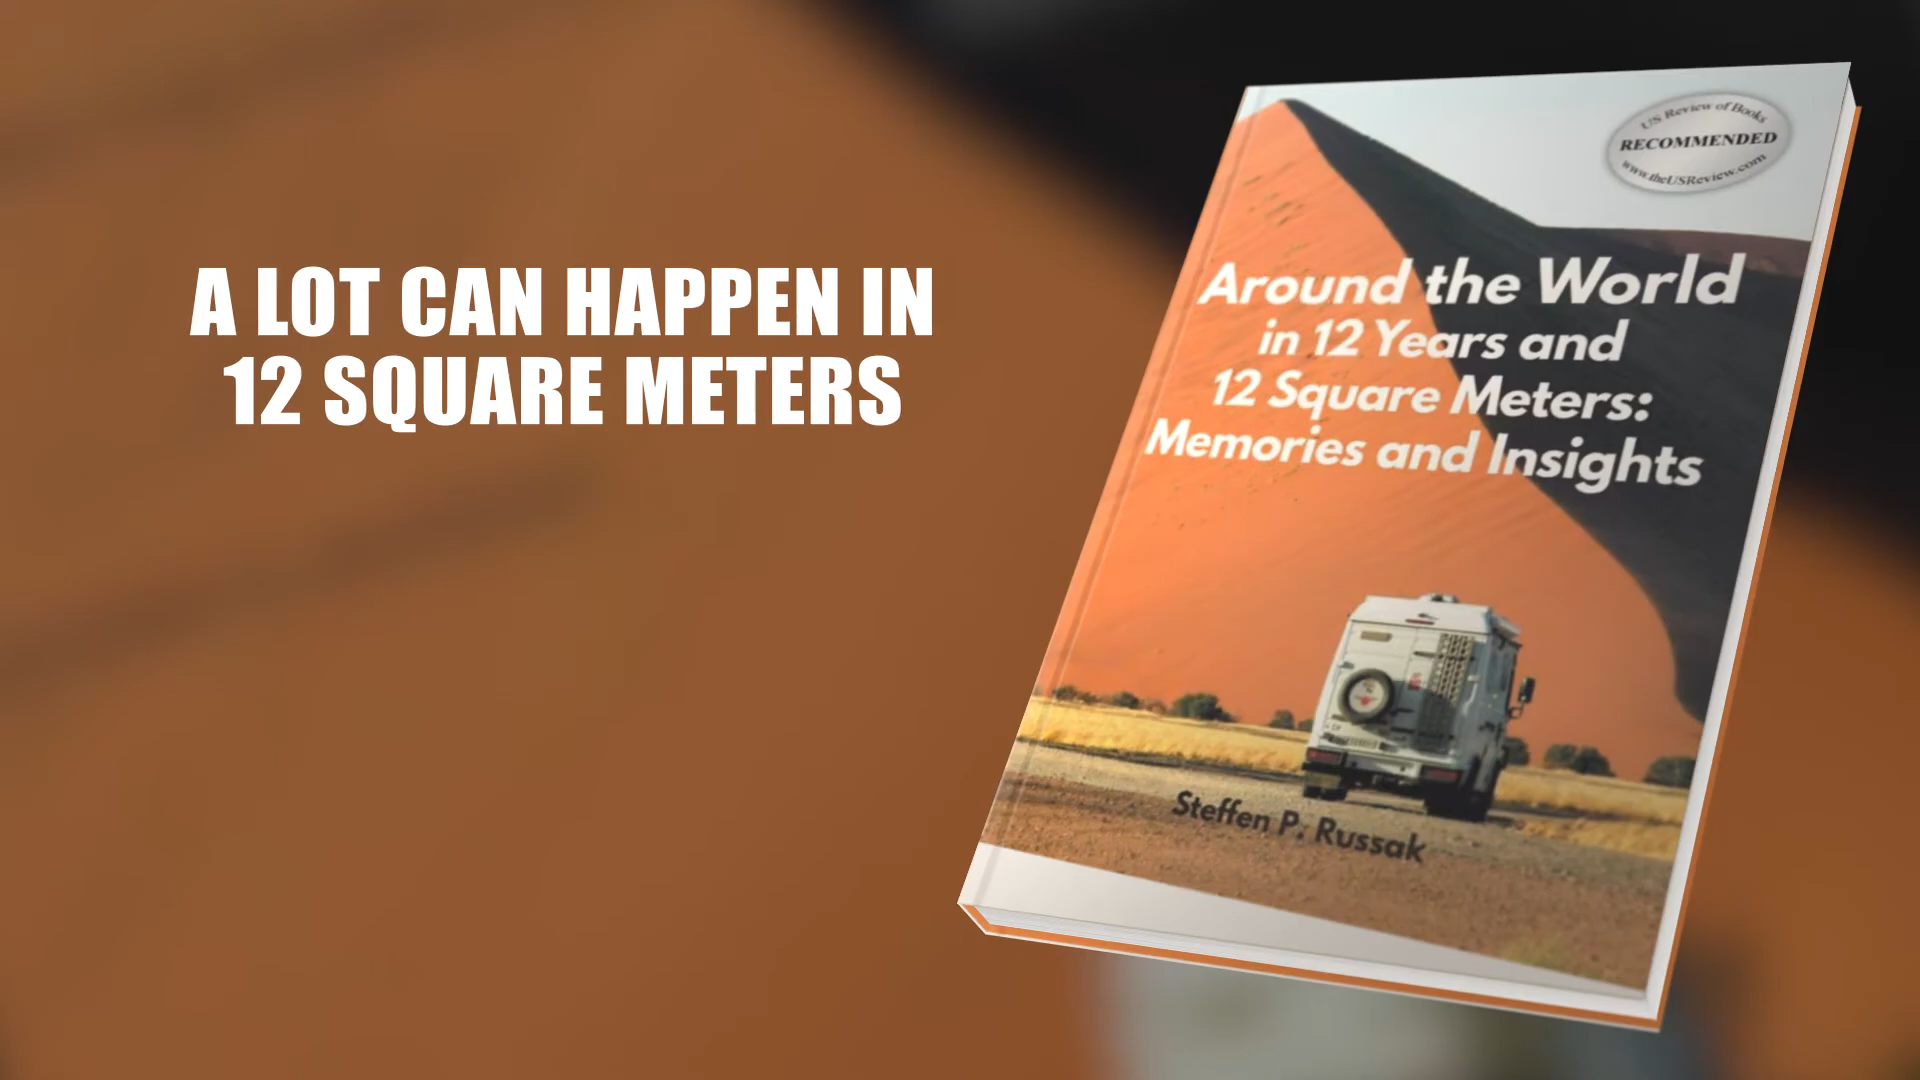 A LOT CAN HAPPEN IN
12 SQUARE METERS
US Review of Books
RECOMMENDED
www.theUSReview.com
Around the World
in 12 Years and
12 Square Meters:
Memories and Insights
Steffen P. Russak